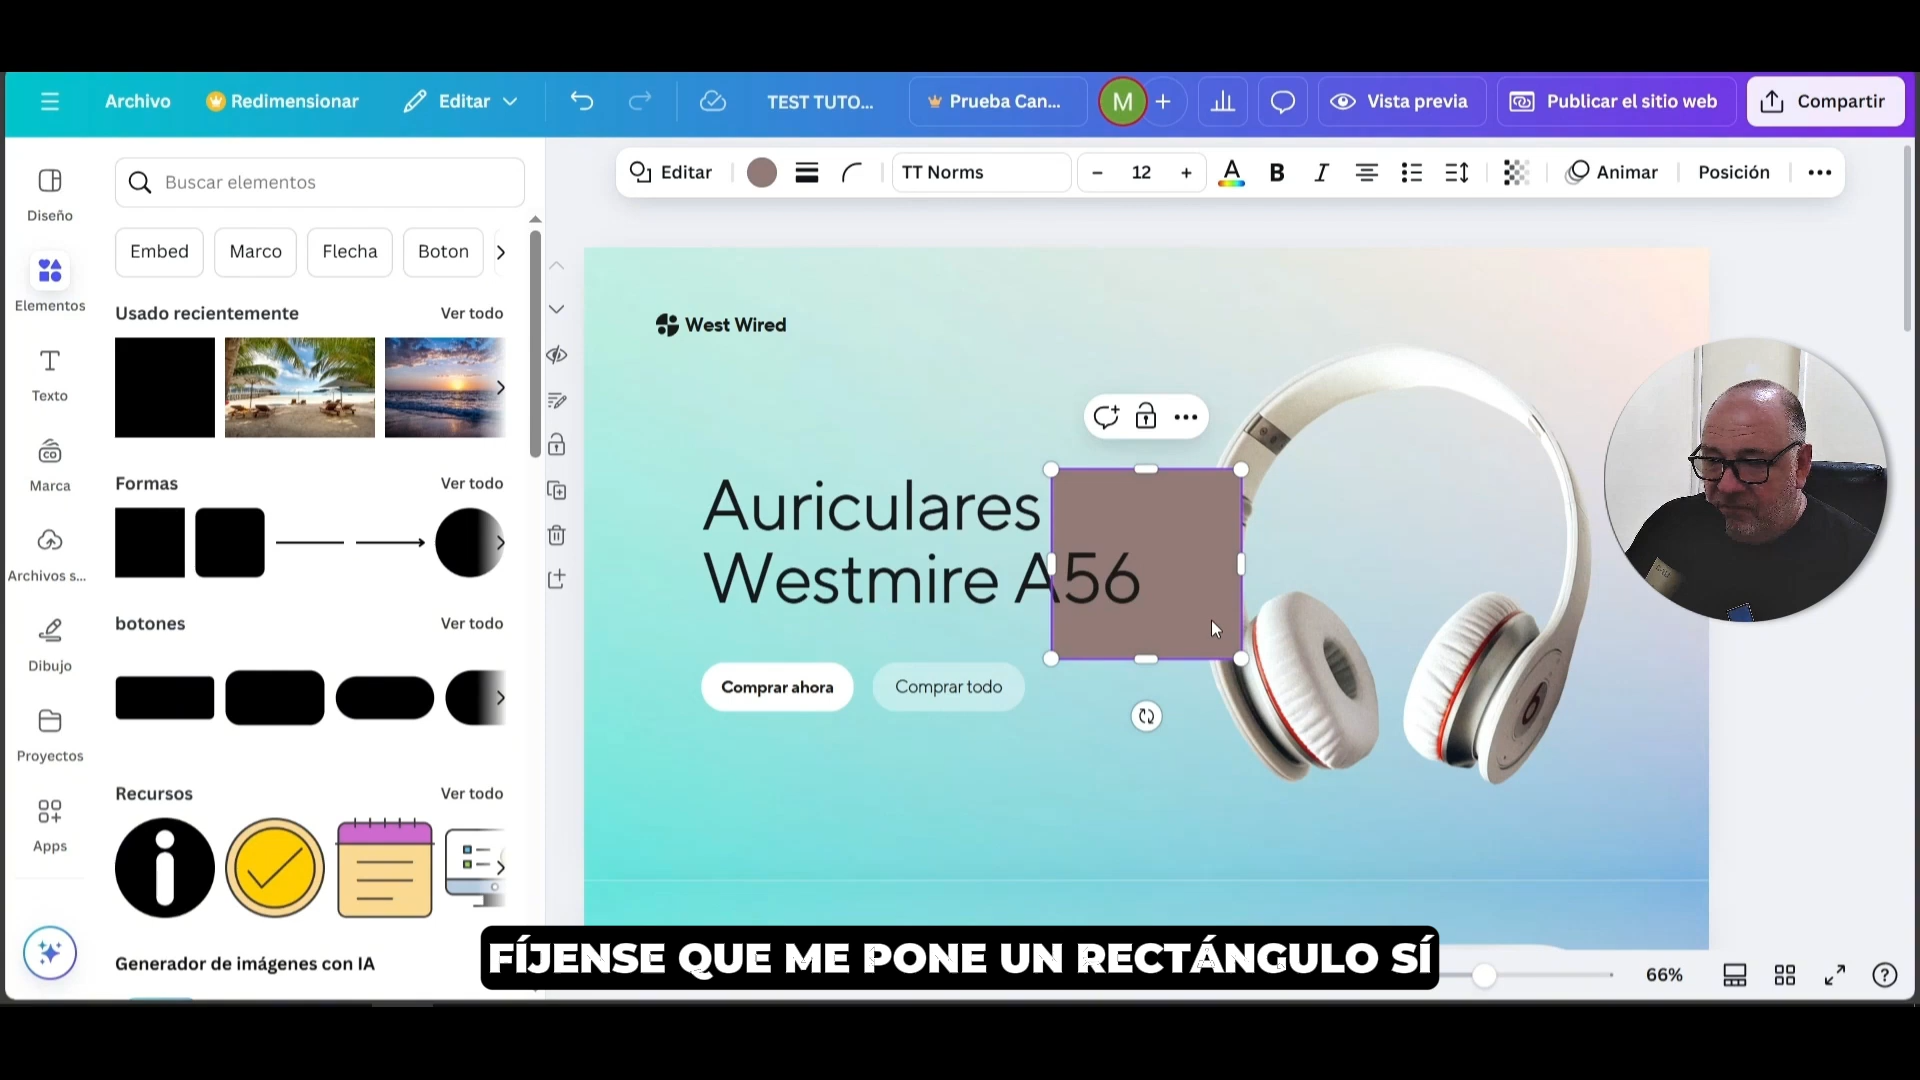 Archivo
Redimensionar
Editar
TEST TUTO...
Prueba Can...
M
Vista previa
Publicar el sitio web
Compartir
Diseño
Elementos
Texto
Marca
Archivos s...
Dibujo
Proyectos
Apps
Buscar elementos
Embed
Marco
Flecha
Boton
Usado recientemente
Ver todo
Formas
Ver todo
botones
Ver todo
Recursos
Ver todo
Generador de imágenes con IA
Editar
TT Norms
12
A
B
I
Animar
Posición
West Wired
Auriculares
Westmire A56
Comprar ahora
Comprar todo
FÍJENSE QUE ME PONE UN RECTÁNGULO SÍ
66%